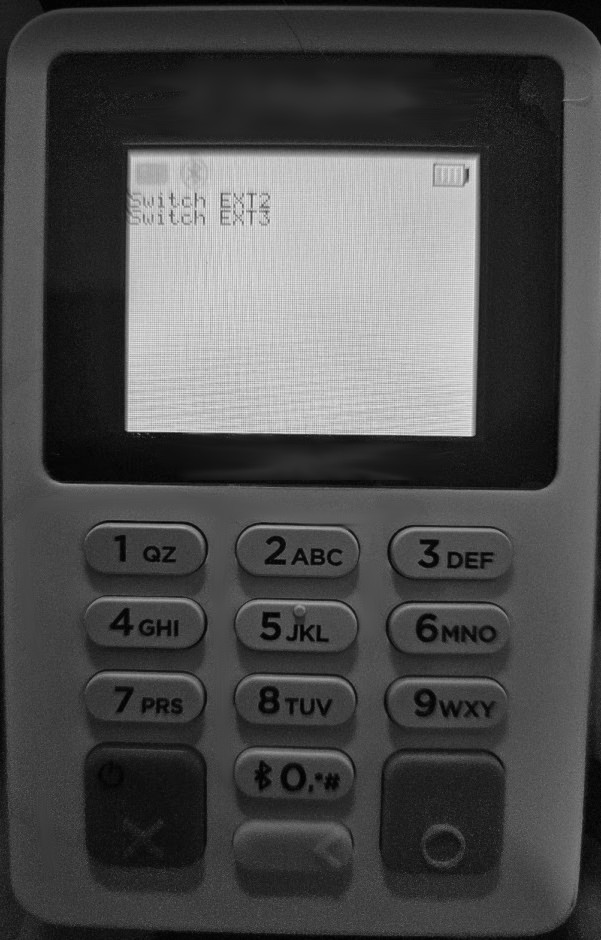 Switch EXT2
Switch EXT3
1 QZ
2 ABC
3 DEF
4 GHI
5 JKL
6 MNO
7 PRS
8 TUV
9 WXY
0.*#